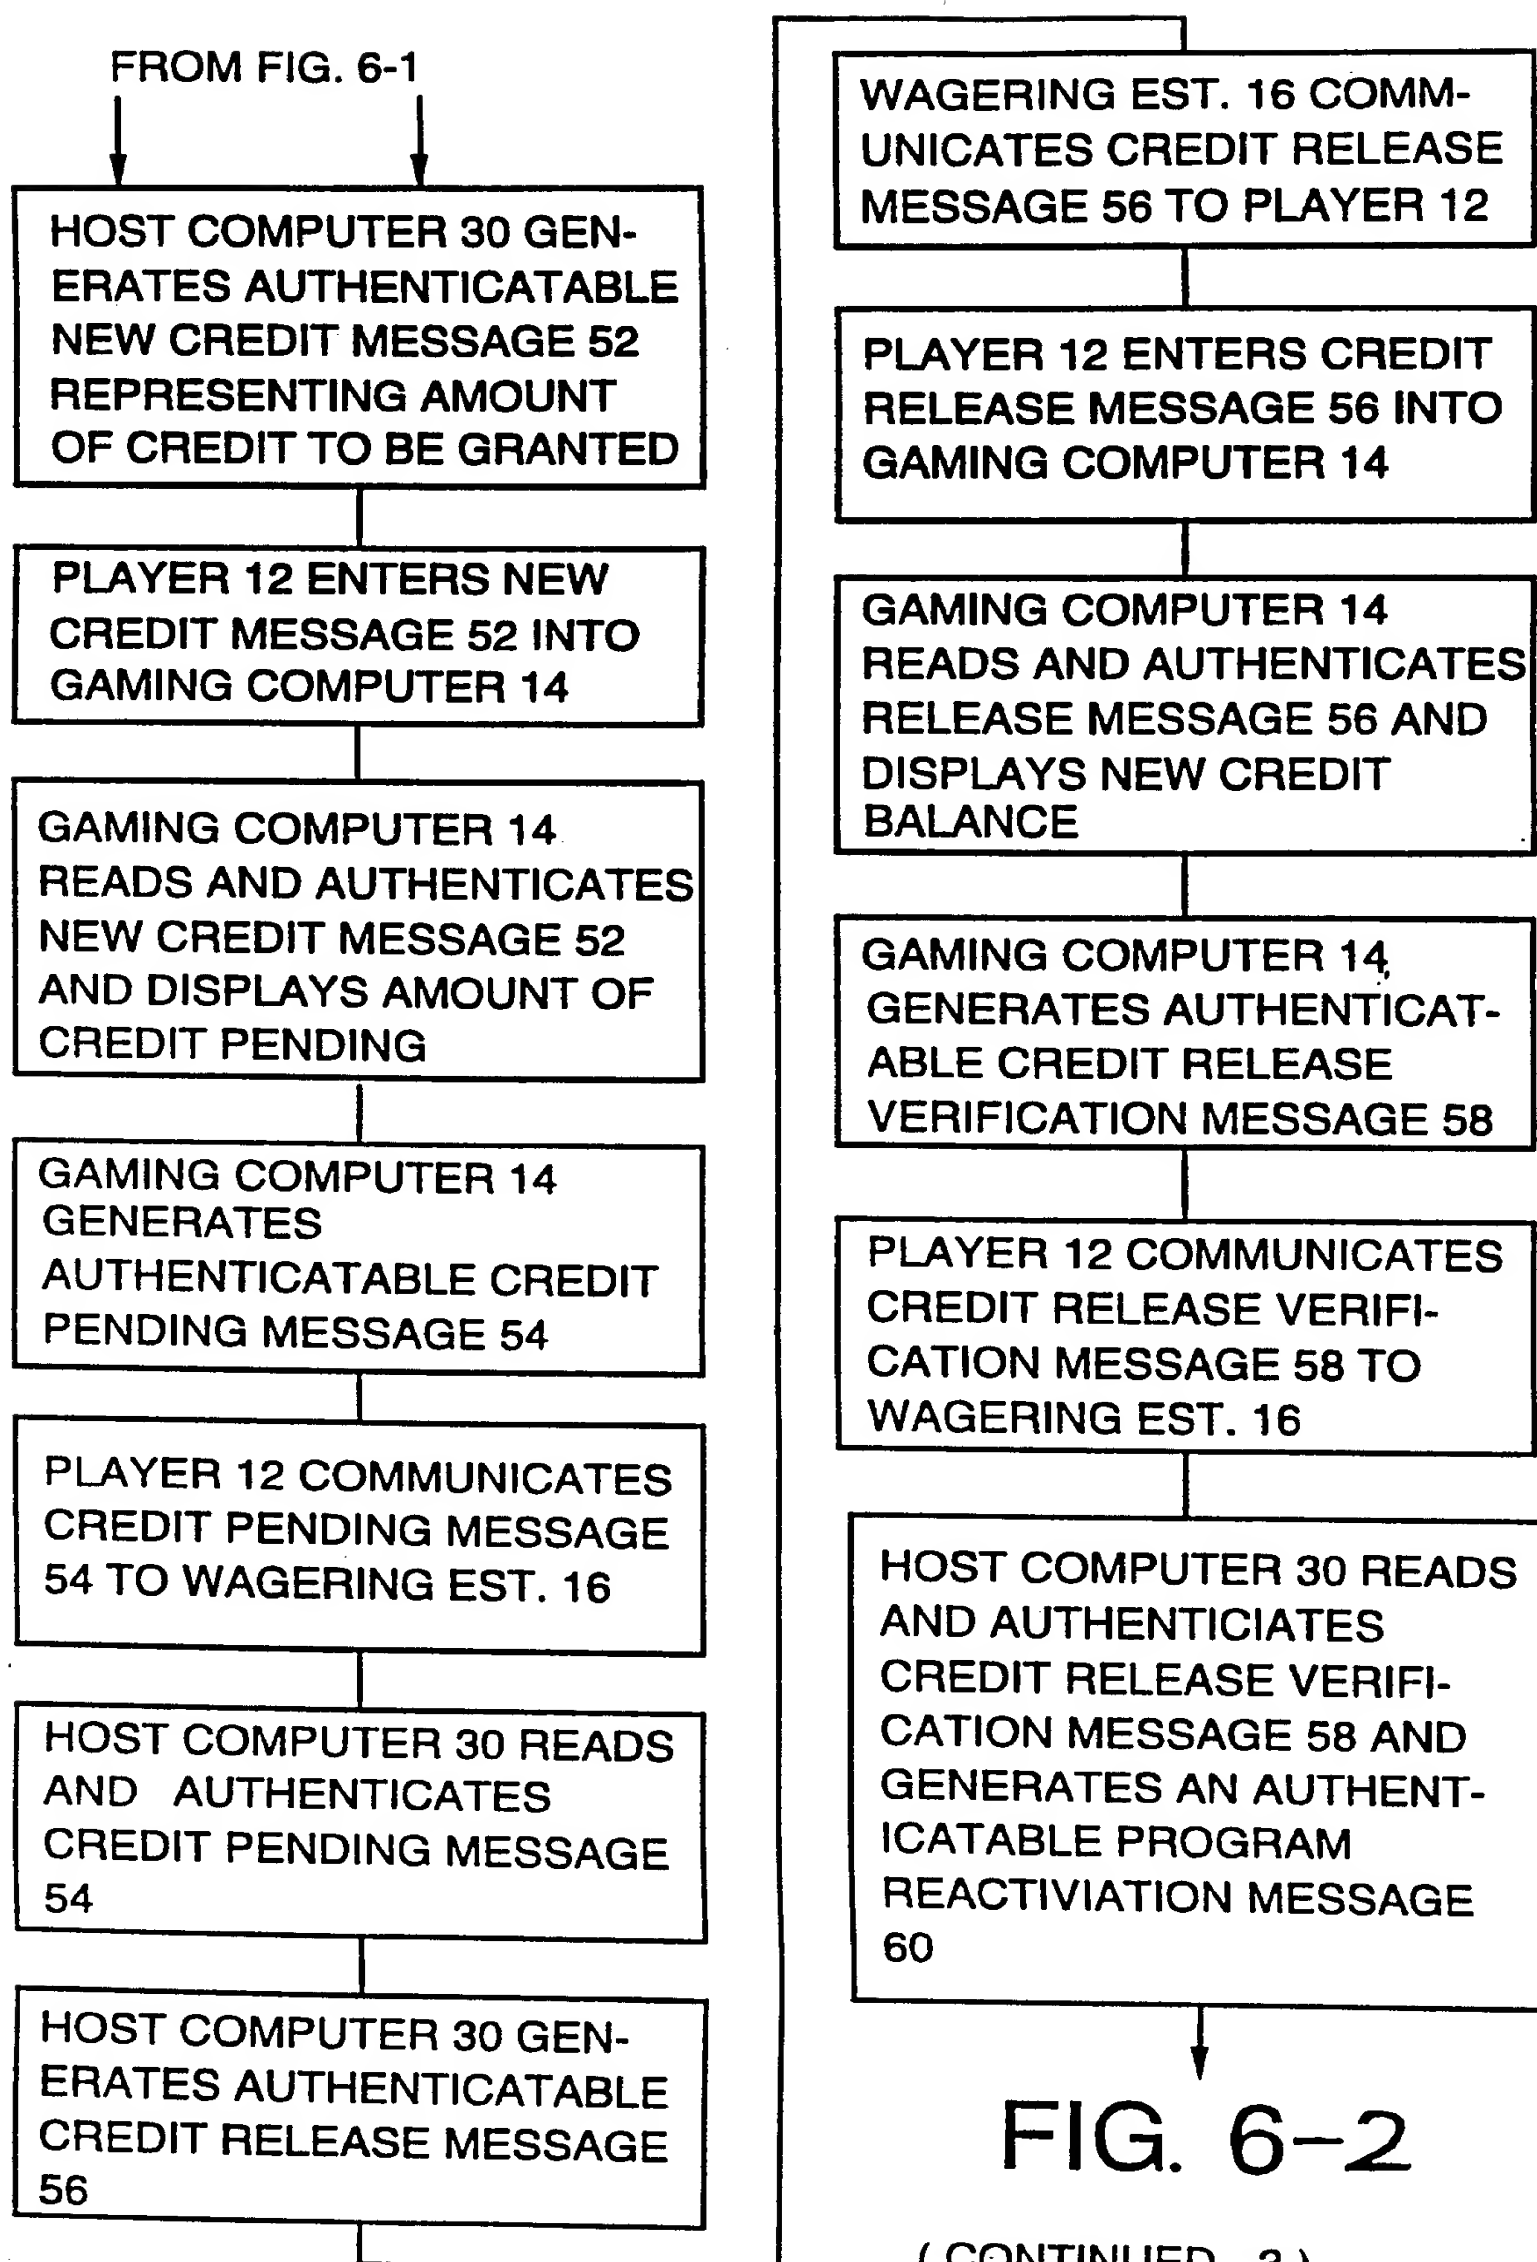 FROM FIG. 6-1
HOST COMPUTER 30 GEN-
ERATES AUTHENTICATABLE
NEW CREDIT MESSAGE 52
REPRESENTING AMOUNT
OF CREDIT TO BE GRANTED
PLAYER 12 ENTERS NEW
CREDIT MESSAGE 52 INTO
GAMING COMPUTER 14
GAMING COMPUTER 14
READS AND AUTHENTICATES
NEW CREDIT MESSAGE 52
AND DISPLAYS AMOUNT OF
CREDIT PENDING
GAMING COMPUTER 14
GENERATES
AUTHENTICATABLE CREDIT
PENDING MESSAGE 54
PLAYER 12 COMMUNICATES
CREDIT PENDING MESSAGE
54 TO WAGERING EST. 16
HOST COMPUTER 30 READS
AND AUTHENTICATES
CREDIT PENDING MESSAGE
54
HOST COMPUTER 30 GEN-
ERATES AUTHENTICATABLE
CREDIT RELEASE MESSAGE
56
WAGERING EST. 16 COMM-
UNICATES CREDIT RELEASE
MESSAGE 56 TO PLAYER 12
PLAYER 12 ENTERS CREDIT
RELEASE MESSAGE 56 INTO
GAMING COMPUTER 14
GAMING COMPUTER 14
READS AND AUTHENTICATES
RELEASE MESSAGE 56 AND
DISPLAYS NEW CREDIT
BALANCE
GAMING COMPUTER 14
GENERATES AUTHENTICAT-
ABLE CREDIT RELEASE
VERIFICATION MESSAGE 58
PLAYER 12 COMMUNICATES
CREDIT RELEASE VERIFI-
CATION MESSAGE 58 TO
WAGERING EST. 16
HOST COMPUTER 30 READS
AND AUTHENTICIATES
CREDIT RELEASE VERIFI-
CATION MESSAGE 58 AND
GENERATES AN AUTHENT-
ICATABLE PROGRAM
REACTIVIATION MESSAGE
60
FIG. 6-2
(CONTINUED